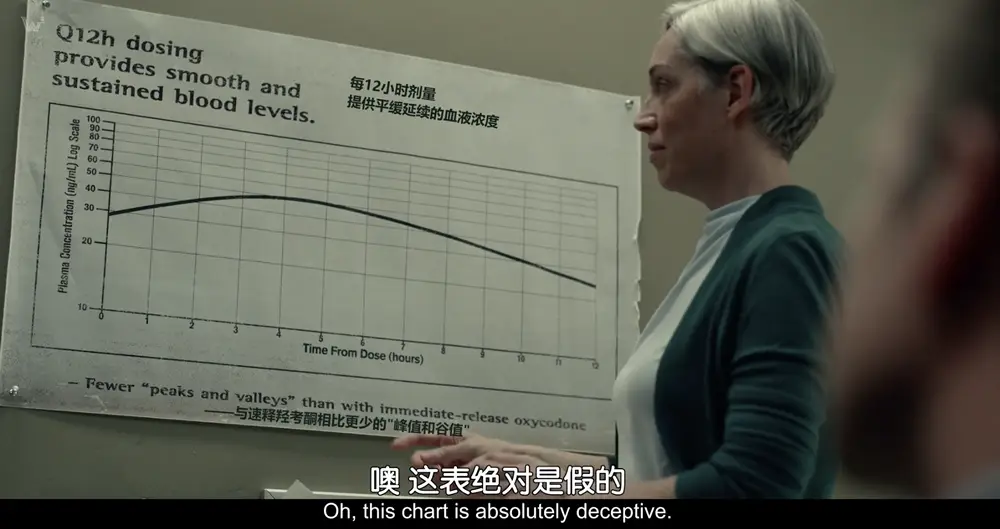 Q12h dosing
provides smooth and
sustained blood levels.
每12小时剂量
提供平缓延续的血液浓度
Plasma Concentration (ng/mL) Log Scale
100
90
80
70
60
50
40
30
20
10
0 1 2 3 4 5 6 7 8 9 10 11 12
Time From Dose (hours)
— Fewer “peaks and valleys” than with immediate-release oxycodone
——与速释羟考酮相比更少的"峰值和谷值"
噢 这表绝对是假的
Oh, this chart is absolutely deceptive.